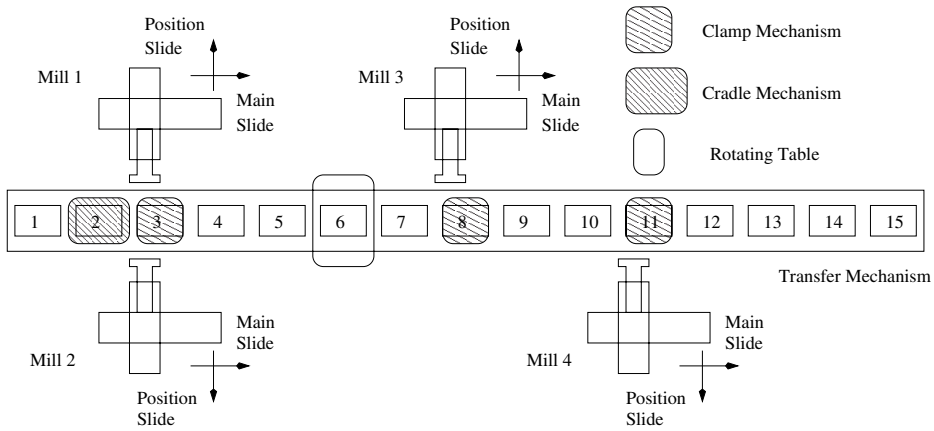 Position
Slide
Mill 1
Main
Slide
Position
Slide
Mill 3
Main
Slide
Clamp Mechanism
Cradle Mechanism
Rotating Table
1 2 3 4 5 6 7 8 9 10 11 12 13 14 15
Transfer Mechanism
Mill 2
Main
Slide
Position
Slide
Mill 4
Main
Slide
Position
Slide